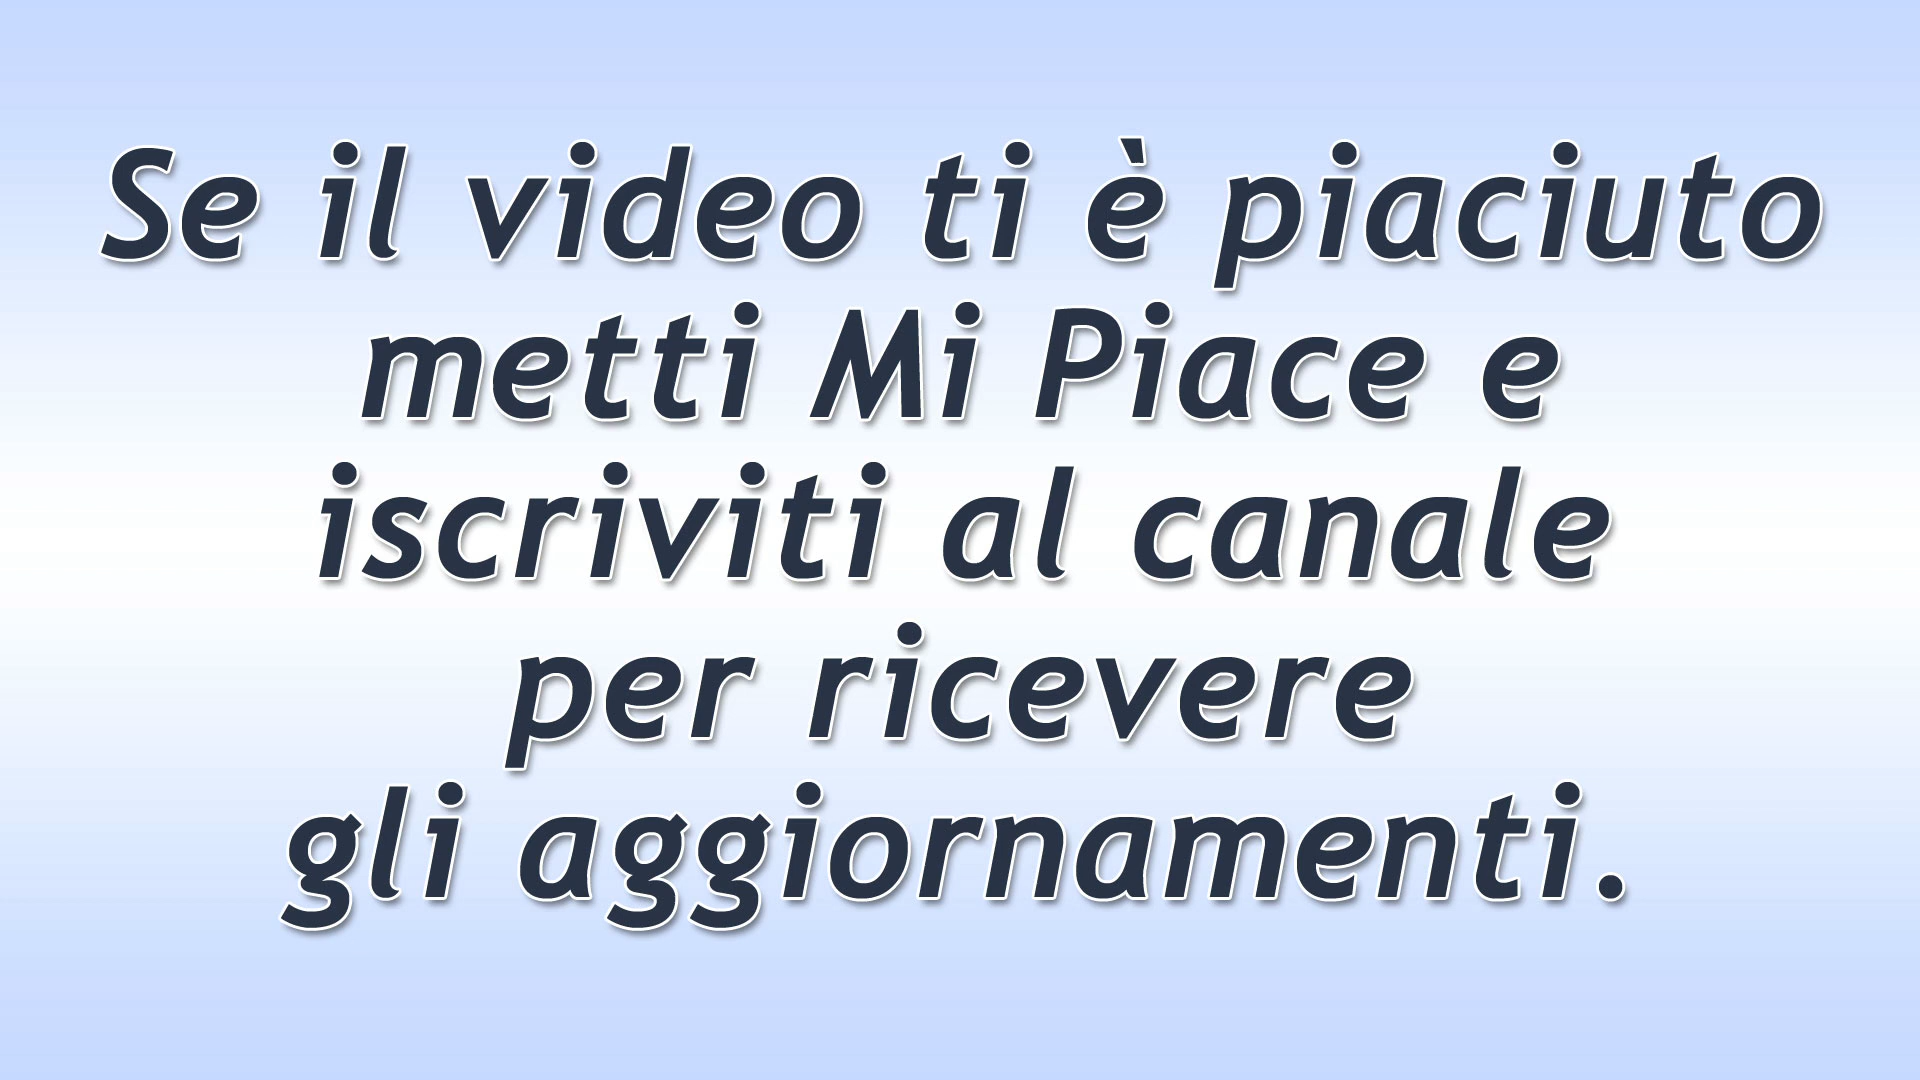 Se il video ti è piaciuto
metti Mi Piace e
iscriviti al canale
per ricevere
gli aggiornamenti.